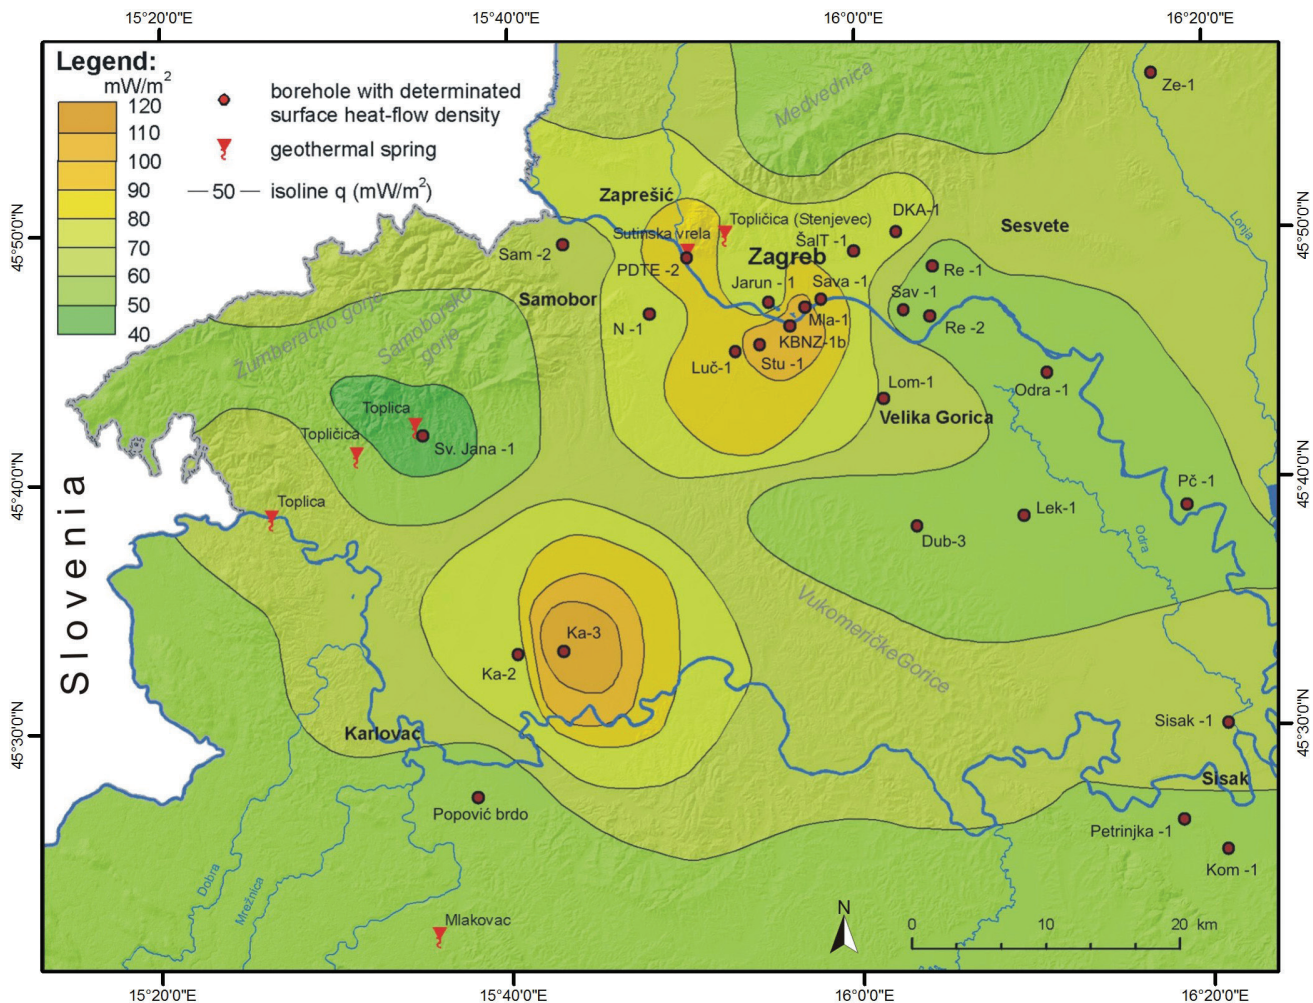 15°20'0"E
15°40'0"E
16°0'0"E
16°20'0"E
Legend:
mW/m²
120
110
100
90
80
70
60
50
40
borehole with determinated
surface heat-flow density
geothermal spring
—50— isoline q (mW/m²)
Medvednica
Ze-1
45°50'0"N
45°50'0"N
Zaprešić
DKA-1
Topličica (Stenjevec)
Sesvete
Lonja
Sutinska vrela
ŠalT -1
Sam -2
Zagreb
PDTE -2
Re -1
Jarun -1
Sava -1
Samobor
Sav -1
N -1
Mla-1
Re -2
KBNZ-1b
Žumberačko gorje
Samoborsko
gorje
Luč-1
Stu -1
Lom-1
Odra -1
Toplica
Velika Gorica
Topličica
Sv. Jana -1
45°40'0"N
45°40'0"N
Pč -1
Toplica
Lek-1
Dub-3
Odra
Slovenia
Vukomeričke Gorice
Ka-3
Ka-2
45°30'0"N
45°30'0"N
Karlovac
Sisak -1
Sisak
Popović brdo
Petrinjka -1
Kom -1
Dobra
Mrežnica
Mlakovac
N
0 10 20 km
15°20'0"E
15°40'0"E
16°0'0"E
16°20'0"E